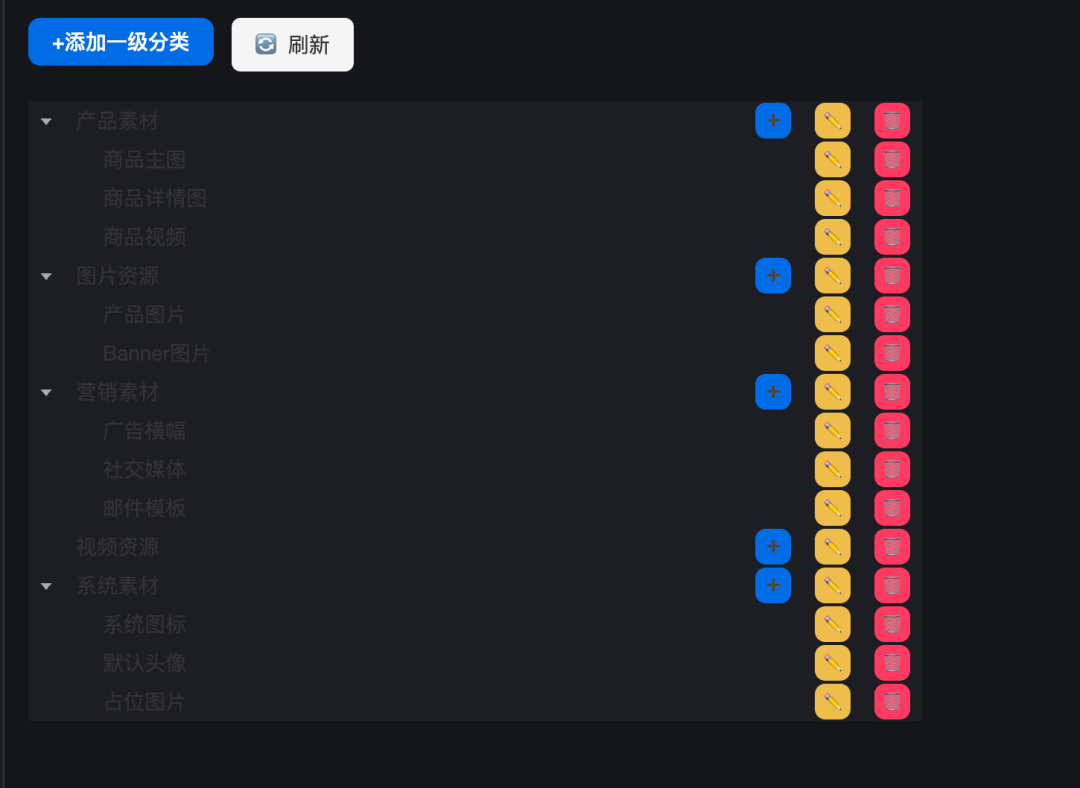 +添加一级分类
刷新
产品素材
商品主图
商品详情图
商品视频
图片资源
产品图片
Banner图片
营销素材
广告横幅
社交媒体
邮件模板
视频资源
系统素材
系统图标
默认头像
占位图片